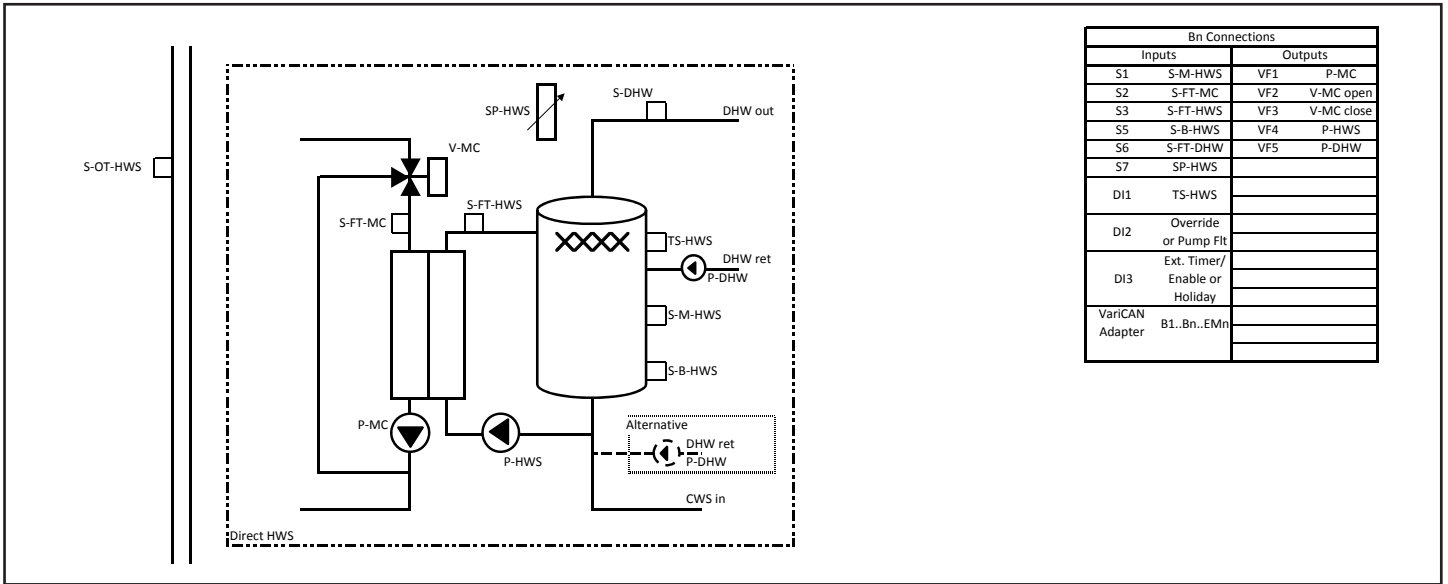 S-OT-HWS
SP-HWS
S-DHW
DHW out
V-MC
S-FT-HWS
S-FT-MC
TS-HWS
DHW ret
P-DHW
S-M-HWS
S-B-HWS
P-MC
P-HWS
Alternative
DHW ret
P-DHW
CWS in
Direct HWS
Bn Connections
Inputs Outputs
S1 S-M-HWS VF1 P-MC
S2 S-FT-MC VF2 V-MC open
S3 S-FT-HWS VF3 V-MC close
S5 S-B-HWS VF4 P-HWS
S6 S-FT-DHW VF5 P-DHW
S7 SP-HWS
DI1 TS-HWS
DI2 Override
or Pump Flt
DI3 Ext. Timer/
Enable or
Holiday
VariCAN
Adapter B1..Bn..EMn